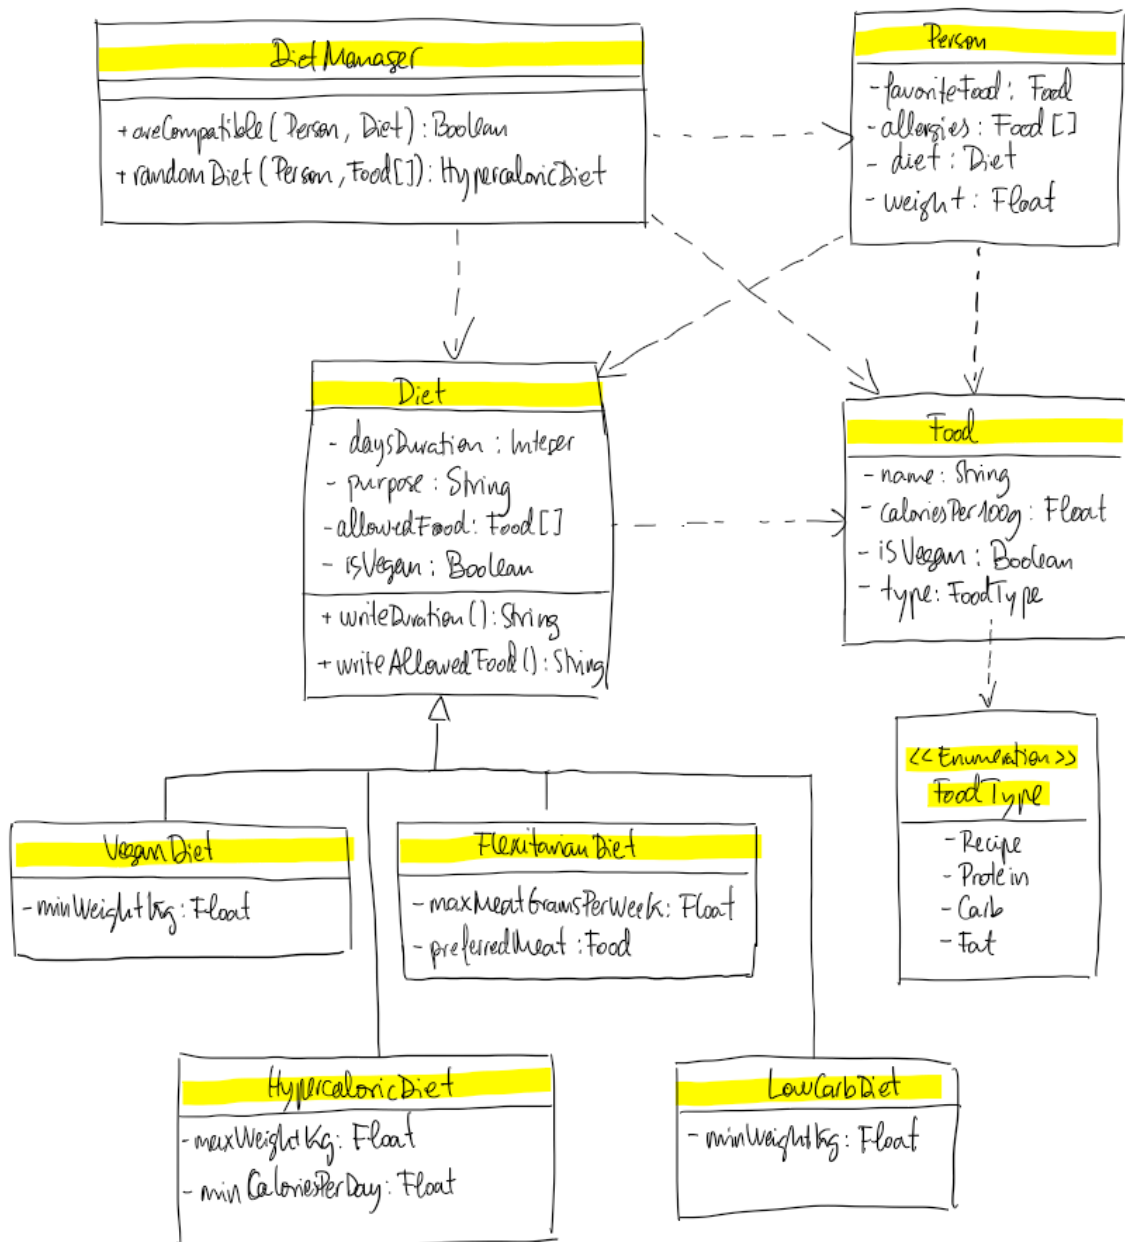 DietManager
+ areCompatible(Person, Diet): Boolean
+ randomDiet(Person, Food[]): HypercaloricDiet
Person
- favoriteFood: Food
- allergies: Food[]
- diet: Diet
- weight: Float
Diet
- daysDuration: Integer
- purpose: String
- allowedFood: Food[]
- isVegan: Boolean
+ writeDuration(): String
+ writeAllowedFood(): String
Food
- name: String
- caloriesPer100g: Float
- isVegan: Boolean
- type: FoodType
<<Enumeration>>
FoodType
- Recipe
- Protein
- Carb
- Fat
VeganDiet
- minWeightKg: Float
FlexitarianDiet
- maxMeatGramsPerWeek: Float
- preferredMeat: Food
HypercaloricDiet
- maxWeightKg: Float
- minCaloriesPerDay: Float
LowCarbDiet
- minWeightKg: Float